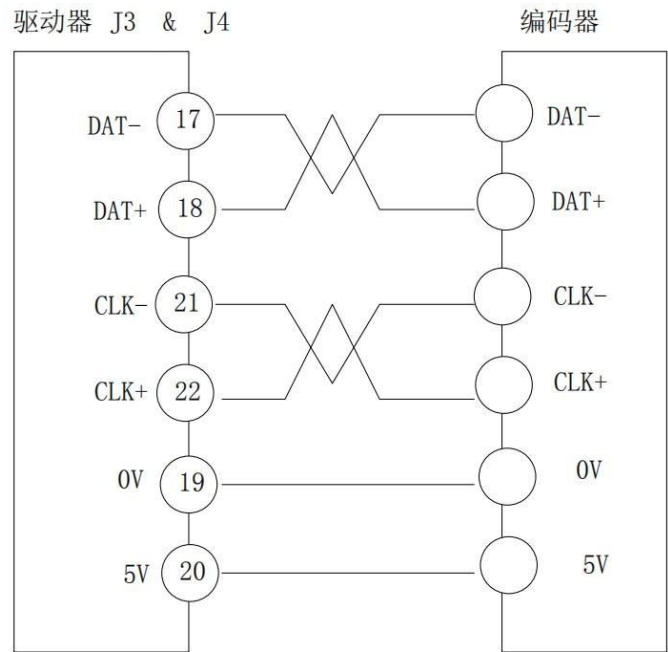 驱动器 J3 & J4
编码器
DAT- 17 DAT-
DAT+ 18 DAT+
CLK- 21 CLK-
CLK+ 22 CLK+
0V 19 0V
5V 20 5V